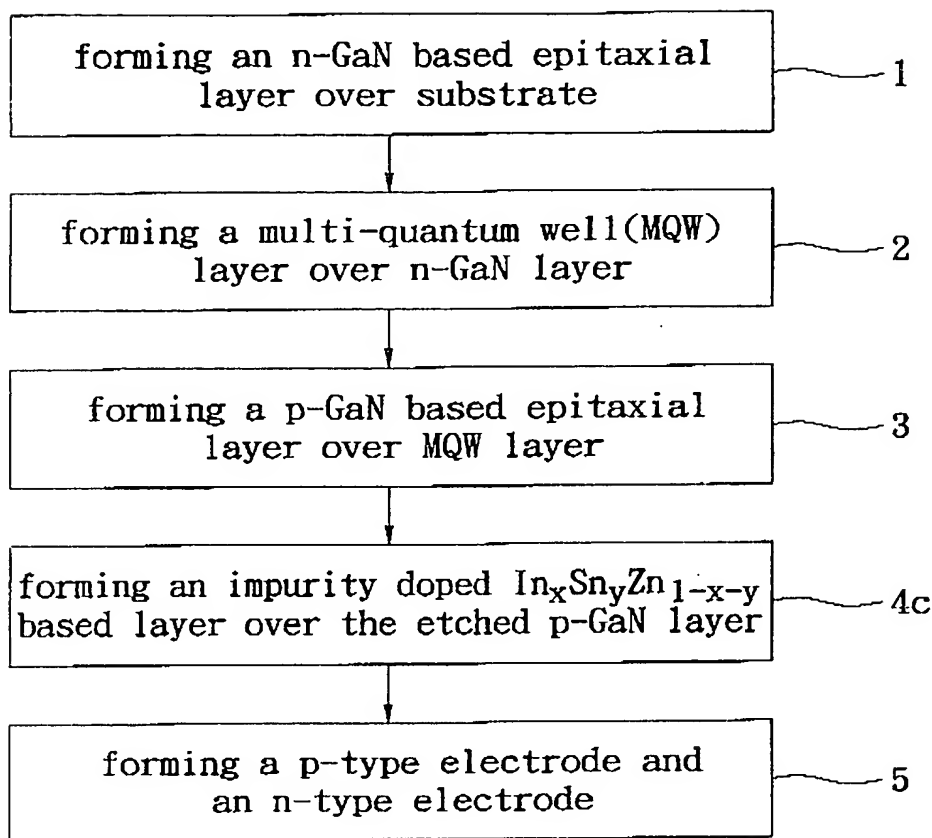 forming an n-GaN based epitaxial
layer over substrate
1
forming a multi-quantum well(MQW)
layer over n-GaN layer
2
forming a p-GaN based epitaxial
layer over MQW layer
3
forming an impurity doped InxSnyZn1-x-y
based layer over the etched p-GaN layer
4c
forming a p-type electrode and
an n-type electrode
5